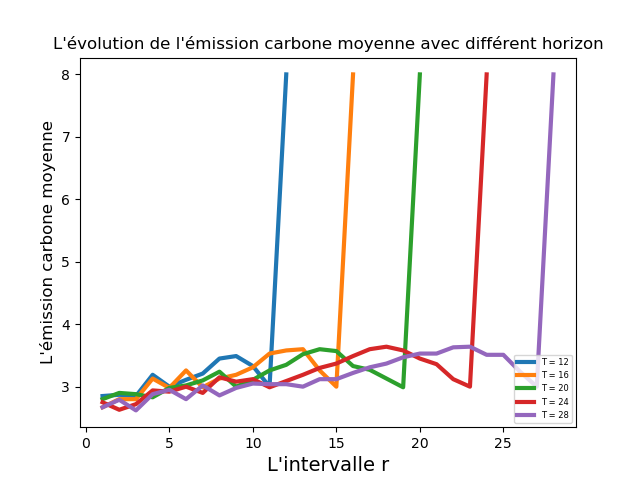 L'évolution de l'émission carbone moyenne avec différent horizon
L'émission carbone moyenne
8
7
6
5
4
3
0 5 10 15 20 25
L'intervalle r
T = 12
T = 16
T = 20
T = 24
T = 28